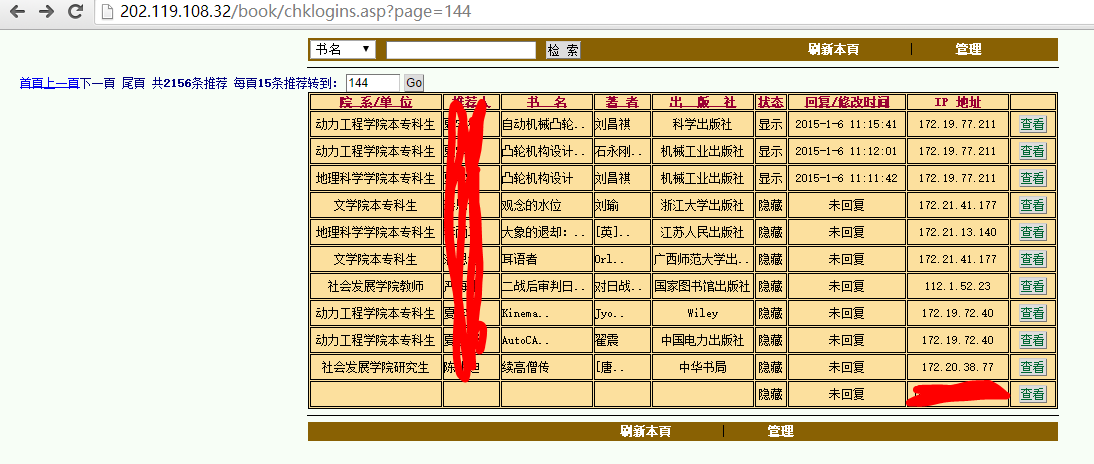 202.119.108.32/book/chklogins.asp?page=144
书名 检 索 刷新本頁 | 管理
首頁上一頁下一頁 尾頁 共2156条推荐 每頁15条推荐转到: 144 Go
院 系/单 位 推荐人 书 名 著 者 出 版 社 状态 回复/修改时间 IP 地址
动力工程学院本专科生 自动机械凸轮.. 刘昌祺 科学出版社 显示 2015-1-6 11:15:41 172.19.77.211 查看
动力工程学院本专科生 凸轮机构设计.. 石永刚.. 机械工业出版社 显示 2015-1-6 11:12:01 172.19.77.211 查看
地理科学学院本专科生 凸轮机构设计 刘昌祺 机械工业出版社 显示 2015-1-6 11:11:42 172.19.77.211 查看
文学院本专科生 观念的水位 刘瑜 浙江大学出版社 隐藏 未回复 172.21.41.177 查看
地理科学学院本专科生 大象的退却：.. [英].. 江苏人民出版社 隐藏 未回复 172.21.13.140 查看
文学院本专科生 耳语者 Orl.. 广西师范大学出.. 隐藏 未回复 172.21.41.177 查看
社会发展学院教师 二战后审判日.. 对日战.. 国家图书馆出版社 隐藏 未回复 112.1.52.23 查看
动力工程学院本专科生 Kinema.. Jyo.. Wiley 隐藏 未回复 172.19.72.40 查看
动力工程学院本专科生 AutoCA.. 翟震 中国电力出版社 隐藏 未回复 172.19.72.40 查看
社会发展学院研究生 陈 续高僧传 [唐.. 中华书局 隐藏 未回复 172.20.38.77 查看
隐藏 未回复 查看
刷新本頁 | 管理